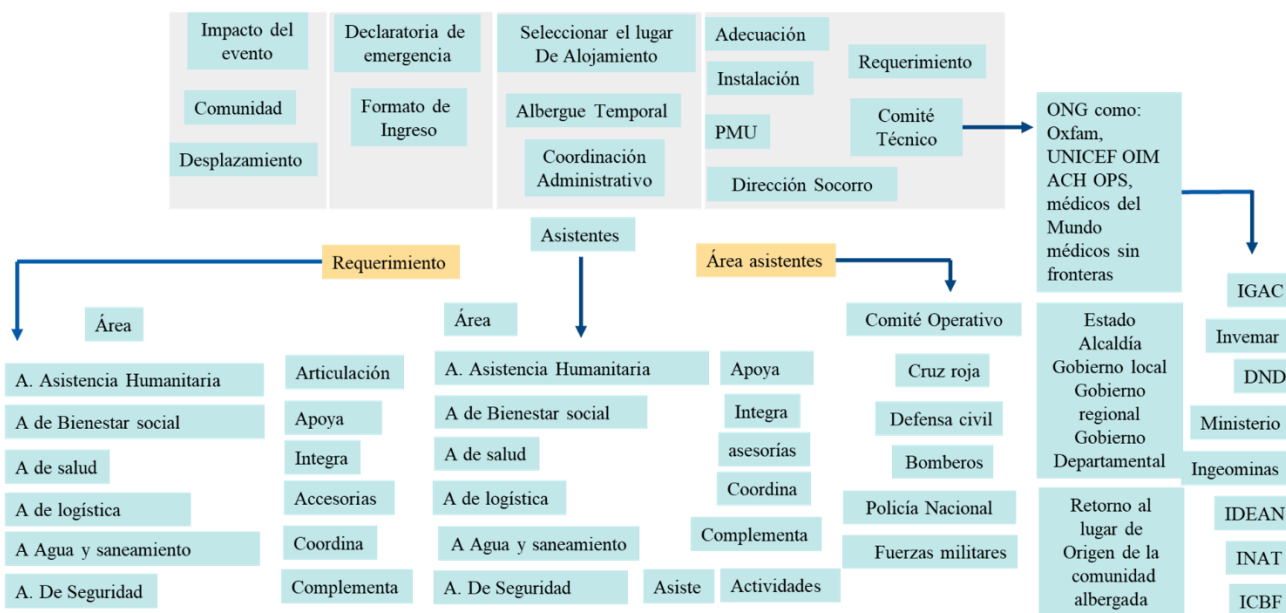 Impacto del
evento
Comunidad
Desplazamiento
Declaratoria de
emergencia
Formato de
Ingreso
Seleccionar el lugar
De Alojamiento
Albergue Temporal
Coordinación
Administrativo
Adecuación
Instalación
PMU
Dirección Socorro
Requerimiento
Comité
Técnico
ONG como:
Oxfam,
UNICEF OIM
ACH OPS,
médicos del
Mundo
médicos sin
fronteras
Asistentes
Requerimiento
Área asistentes
Área
A. Asistencia Humanitaria
A de Bienestar social
A de salud
A de logística
A Agua y saneamiento
A. De Seguridad
Articulación
Apoya
Integra
Accesorias
Coordina
Complementa
Área
A. Asistencia Humanitaria
A de Bienestar social
A de salud
A de logística
A Agua y saneamiento
A. De Seguridad
Apoya
Integra
asesorías
Coordina
Complementa
Asiste
Actividades
Comité Operativo
Cruz roja
Defensa civil
Bomberos
Policía Nacional
Fuerzas militares
Estado
Alcaldía
Gobierno local
Gobierno
regional
Gobierno
Departamental
Retorno al
lugar de
Origen de la
comunidad
albergada
IGAC
Invemar
DND
Ministerio
Ingeominas
IDEAN
INAT
ICBF